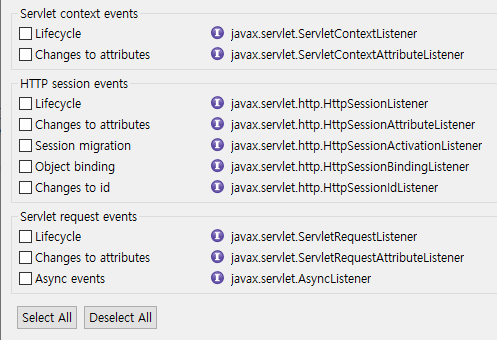 Servlet context events
Lifecycle javax.servlet.ServletContextListener
Changes to attributes javax.servlet.ServletContextAttributeListener
HTTP session events
Lifecycle javax.servlet.http.HttpSessionListener
Changes to attributes javax.servlet.http.HttpSessionAttributeListener
Session migration javax.servlet.http.HttpSessionActivationListener
Object binding javax.servlet.http.HttpSessionBindingListener
Changes to id javax.servlet.http.HttpSessionIdListener
Servlet request events
Lifecycle javax.servlet.ServletRequestListener
Changes to attributes javax.servlet.ServletRequestAttributeListener
Async events javax.servlet.AsyncListener
Select All Deselect All